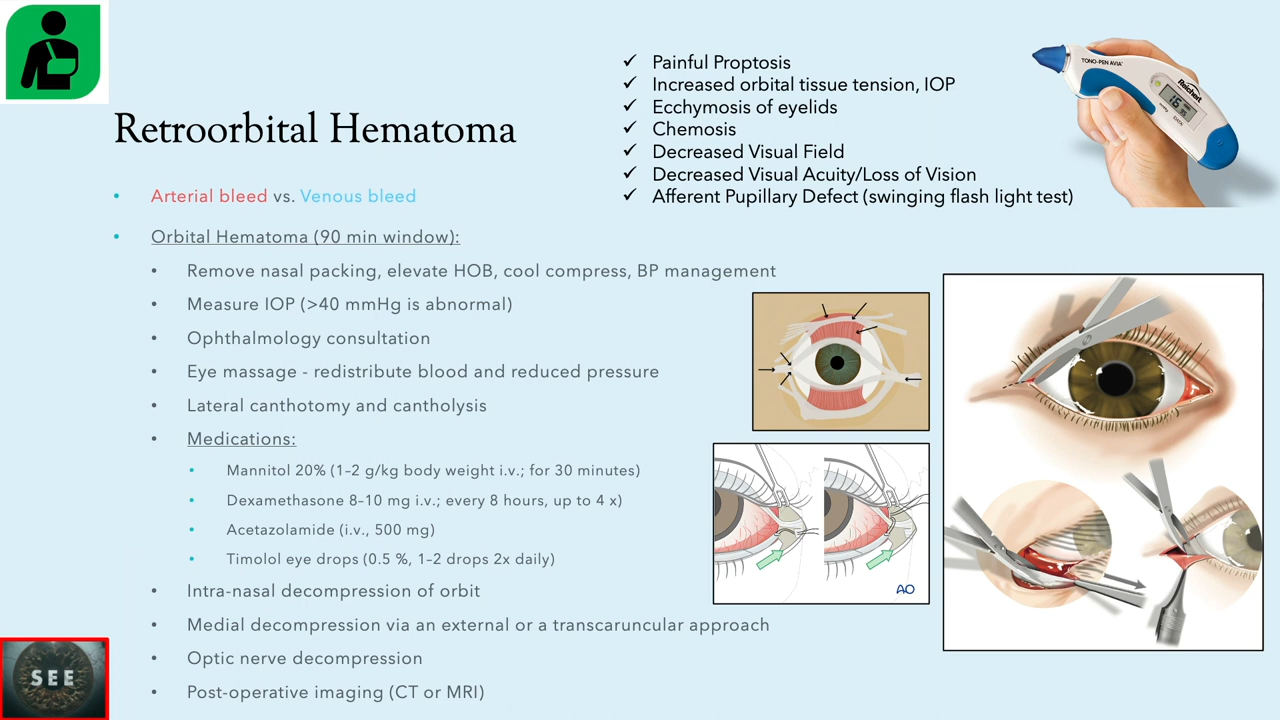 ✓ Painful Proptosis
✓ Increased orbital tissue tension, IOP
✓ Ecchymosis of eyelids
✓ Chemosis
✓ Decreased Visual Field
✓ Decreased Visual Acuity/Loss of Vision
✓ Afferent Pupillary Defect (swinging flash light test)
TONO-PEN AVIA
Reichert
16
Retroorbital Hematoma
• Arterial bleed vs. Venous bleed
• Orbital Hematoma (90 min window):
• Remove nasal packing, elevate HOB, cool compress, BP management
• Measure IOP (>40 mmHg is abnormal)
• Ophthalmology consultation
• Eye massage - redistribute blood and reduced pressure
• Lateral canthotomy and cantholysis
• Medications:
• Mannitol 20% (1–2 g/kg body weight i.v.; for 30 minutes)
• Dexamethasone 8–10 mg i.v.; every 8 hours, up to 4 x)
• Acetazolamide (i.v., 500 mg)
• Timolol eye drops (0.5 %, 1–2 drops 2x daily)
• Intra-nasal decompression of orbit
• Medial decompression via an external or a transcaruncular approach
• Optic nerve decompression
• Post-operative imaging (CT or MRI)
AO
SEE